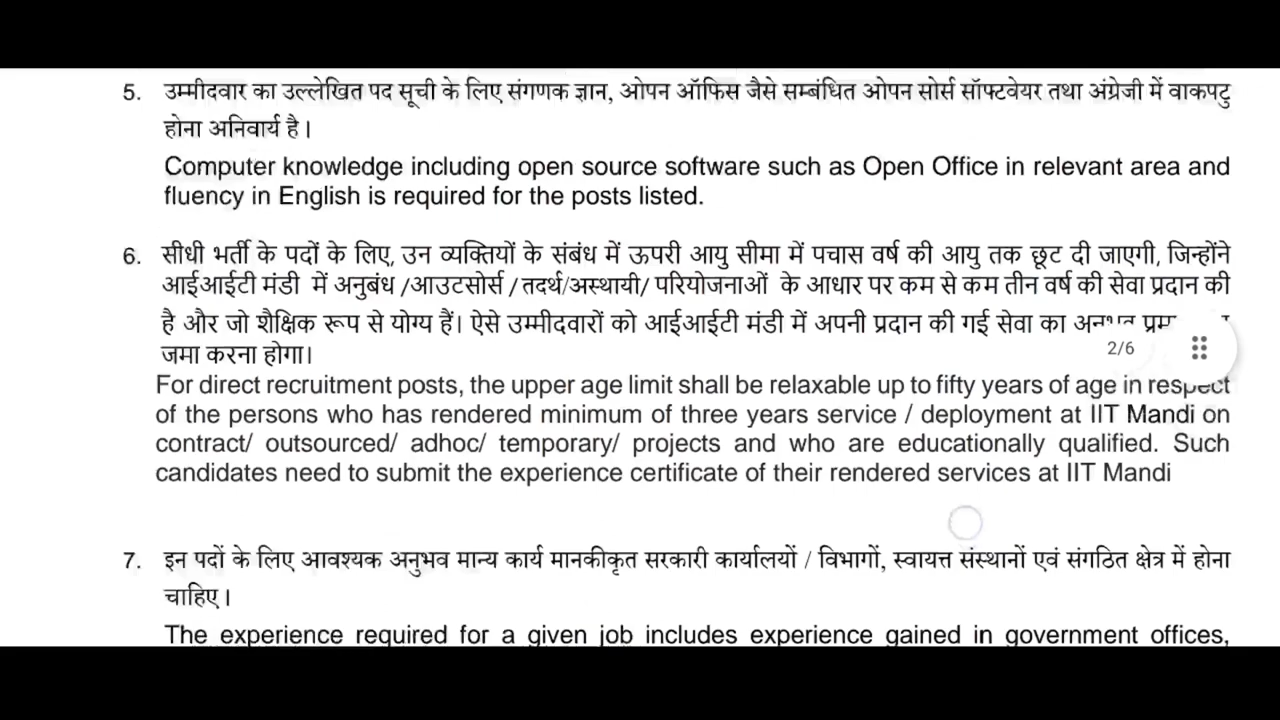 5. उम्मीदवार का उल्लेखित पद सूची के लिए संगणक ज्ञान, ओपन ऑफिस जैसे सम्बंधित ओपन सोर्स सॉफ्टवेयर तथा अंग्रेजी में वाकपटु
होना अनिवार्य है।
Computer knowledge including open source software such as Open Office in relevant area and
fluency in English is required for the posts listed.
6. सीधी भर्ती के पदों के लिए, उन व्यक्तियों के संबंध में ऊपरी आयु सीमा में पचास वर्ष की आयु तक छूट दी जाएगी, जिन्होंने
आईआईटी मंडी में अनुबंध /आउटसोर्स / तदर्थ/अस्थायी/ परियोजनाओं के आधार पर कम से कम तीन वर्ष की सेवा प्रदान की
है और जो शैक्षिक रूप से योग्य हैं। ऐसे उम्मीदवारों को आईआईटी मंडी में अपनी प्रदान की गई सेवा का
जमा करना होगा।
2/6
For direct recruitment posts, the upper age limit shall be relaxable up to fifty years of age in respect
of the persons who has rendered minimum of three years service / deployment at IIT Mandi on
contract/ outsourced/ adhoc/ temporary/ projects and who are educationally qualified. Such
candidates need to submit the experience certificate of their rendered services at IIT Mandi
7. इन पदों के लिए आवश्यक अनुभव मान्य कार्य मानकीकृत सरकारी कार्यालयों / विभागों, स्वायत्त संस्थानों एवं संगठित क्षेत्र में होना
चाहिए।
The experience required for a given job includes experience gained in government offices,